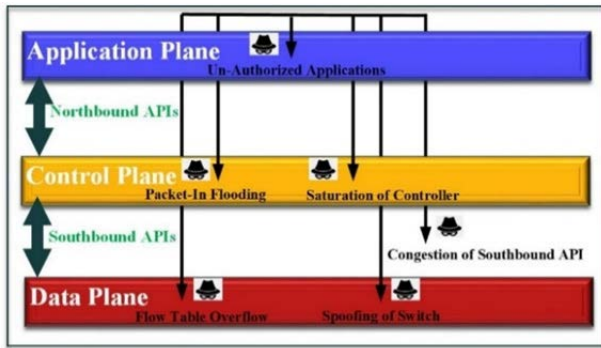 Application Plane
Un-Authorized Applications
Northbound APIs
Control Plane
Packet-In Flooding
Saturation of Controller
Southbound APIs
Congestion of Southbound API
Data Plane
Flow Table Overflow
Spoofing of Switch